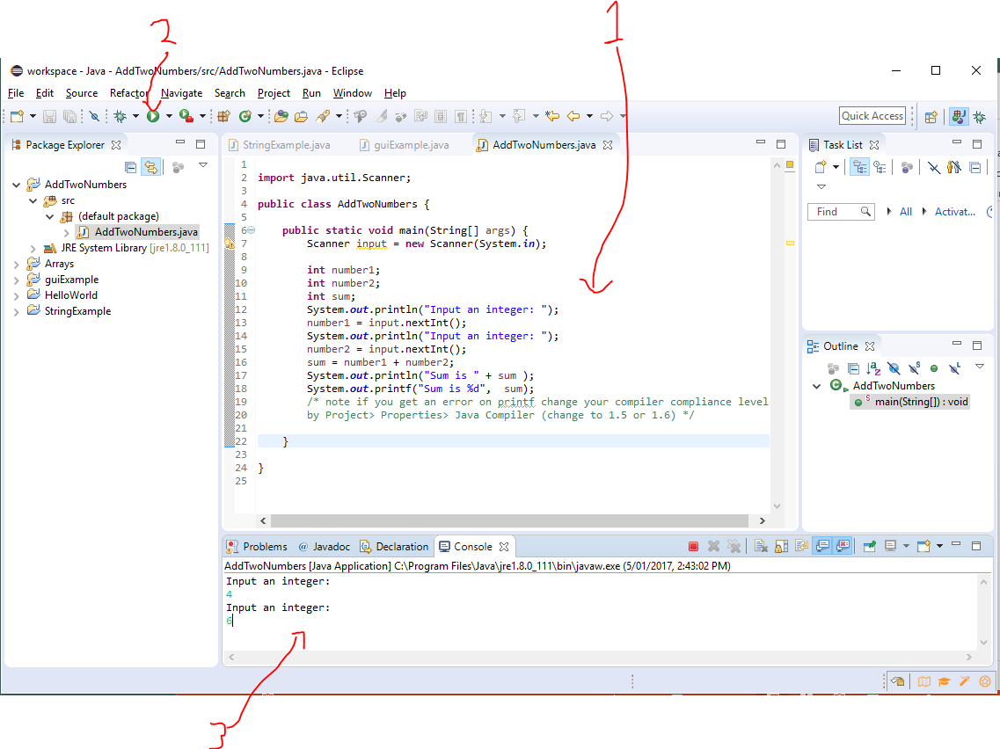 2
1
workspace - Java - AddTwoNumbers/src/AddTwoNumbers.java - Eclipse
File Edit Source Refactor Navigate Search Project Run Window Help
Quick Access
Package Explorer
AddTwoNumbers
src
(default package)
AddTwoNumbers.java
JRE System Library [jre1.8.0_111]
Arrays
guiExample
HelloWorld
StringExample
StringExample.java guiExample.java AddTwoNumbers.java
1
2 import java.util.Scanner;
3
4 public class AddTwoNumbers {
5
6 public static void main(String[] args) {
7 Scanner input = new Scanner(System.in);
8
9 int number1;
10 int number2;
11 int sum;
12 System.out.println("Input an integer: ");
13 number1 = input.nextInt();
14 System.out.println("Input an integer: ");
15 number2 = input.nextInt();
16 sum = number1 + number2;
17 System.out.println("Sum is " + sum );
18 System.out.printf("Sum is %d", sum);
19 /* note if you get an error on printf change your compiler compliance level
20 by Project> Properties> Java Compiler (change to 1.5 or 1.6) */
21
22 }
23
24 }
25
Task List
Find All Activat...
Outline
AddTwoNumbers
main(String[]) : void
Problems @ Javadoc Declaration Console
AddTwoNumbers [Java Application] C:\Program Files\Java\jre1.8.0_111\bin\javaw.exe (5/01/2017, 2:43:02 PM)
Input an integer:
4
Input an integer:
6
3